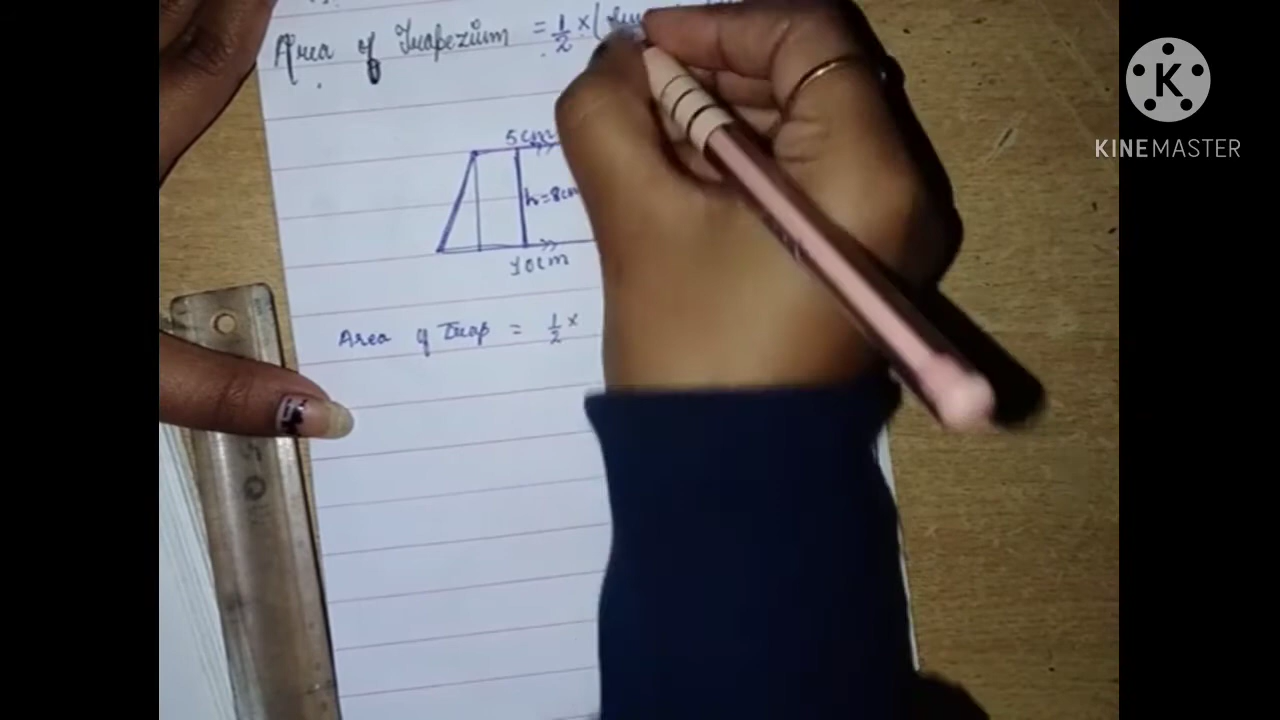 Area of Trapezium = 1/2 × (
5cm
h=8cm
10cm
Area of Trap = 1/2 ×
K
KINEMASTER